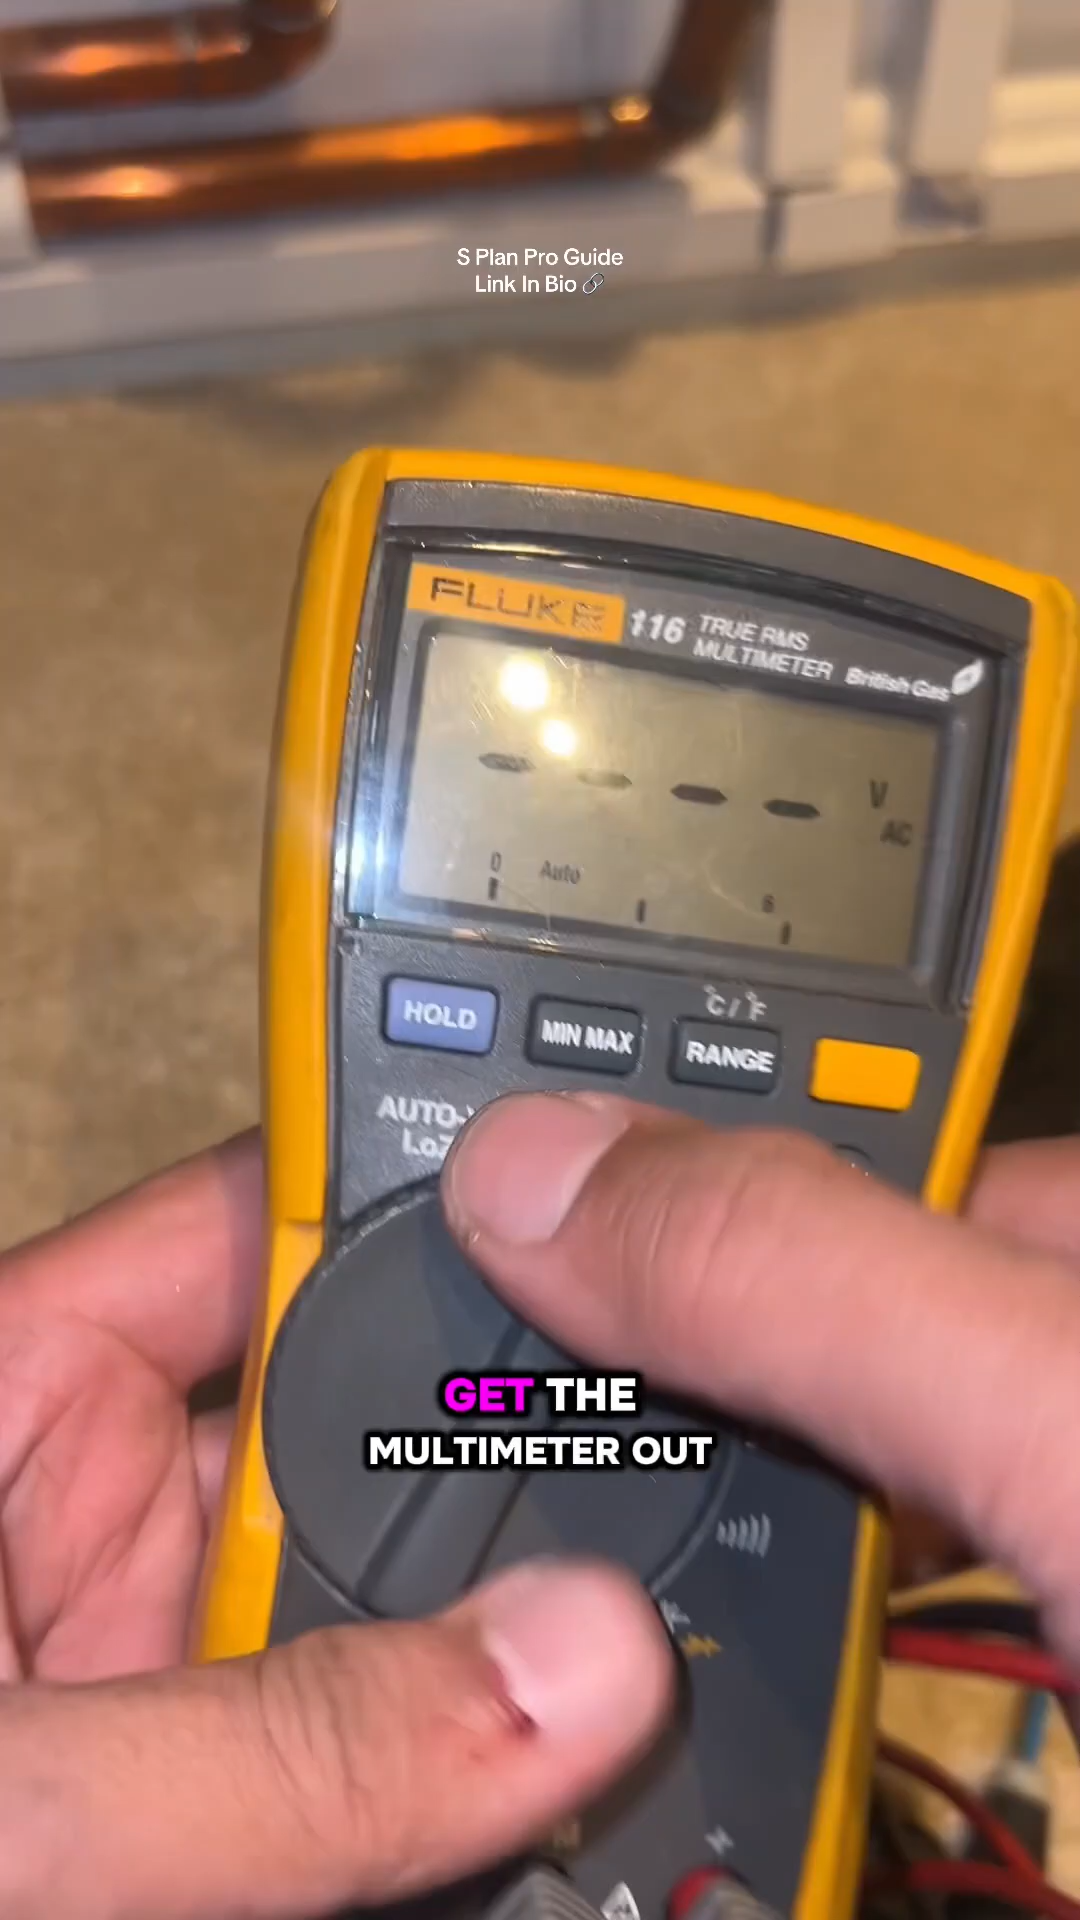 S Plan Pro Guide
Link In Bio 🔗
FLUKE 116 TRUE RMS
MULTIMETER British Gas
V
AC
0 Auto 6
HOLD
MIN MAX
°C / °F
RANGE
AUTO-
LoZ
GET THE
MULTIMETER OUT